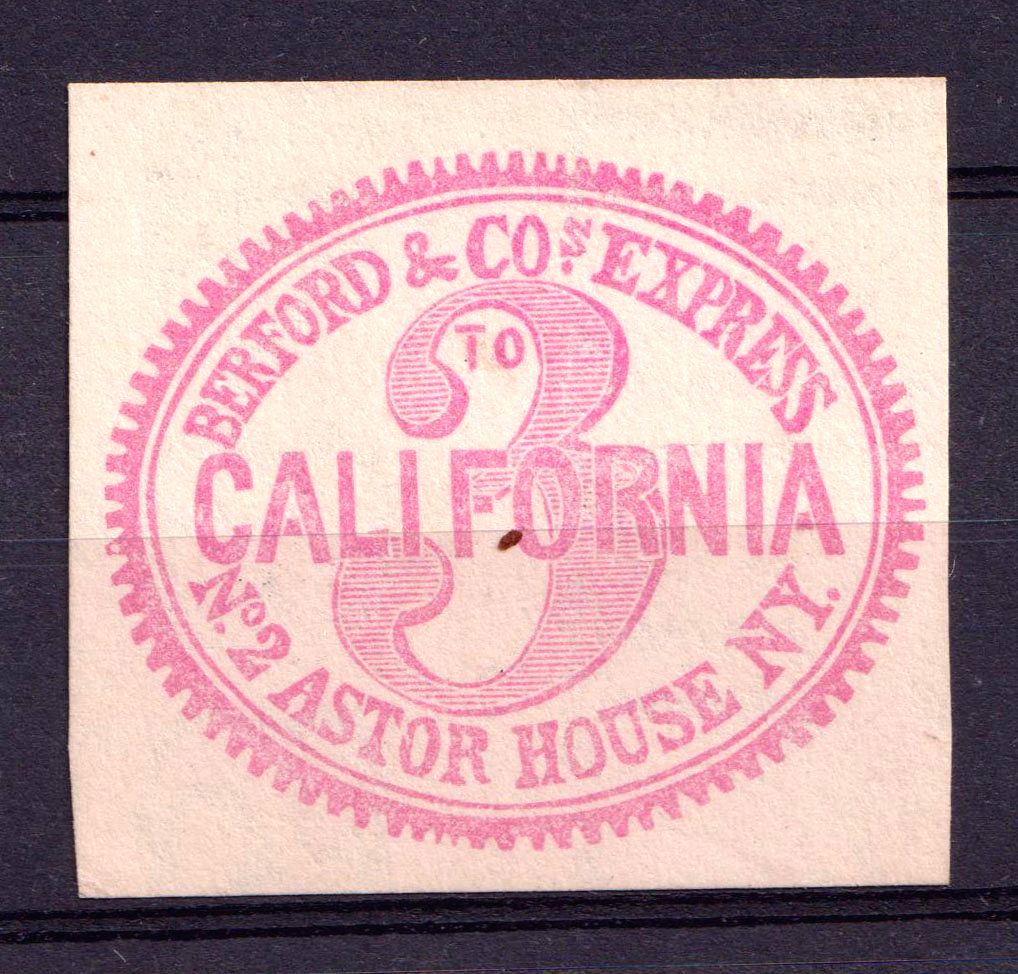 BERFORD & CO.S EXPRESS
TO
3
CALIFORNIA
No. 2 ASTOR HOUSE NY.